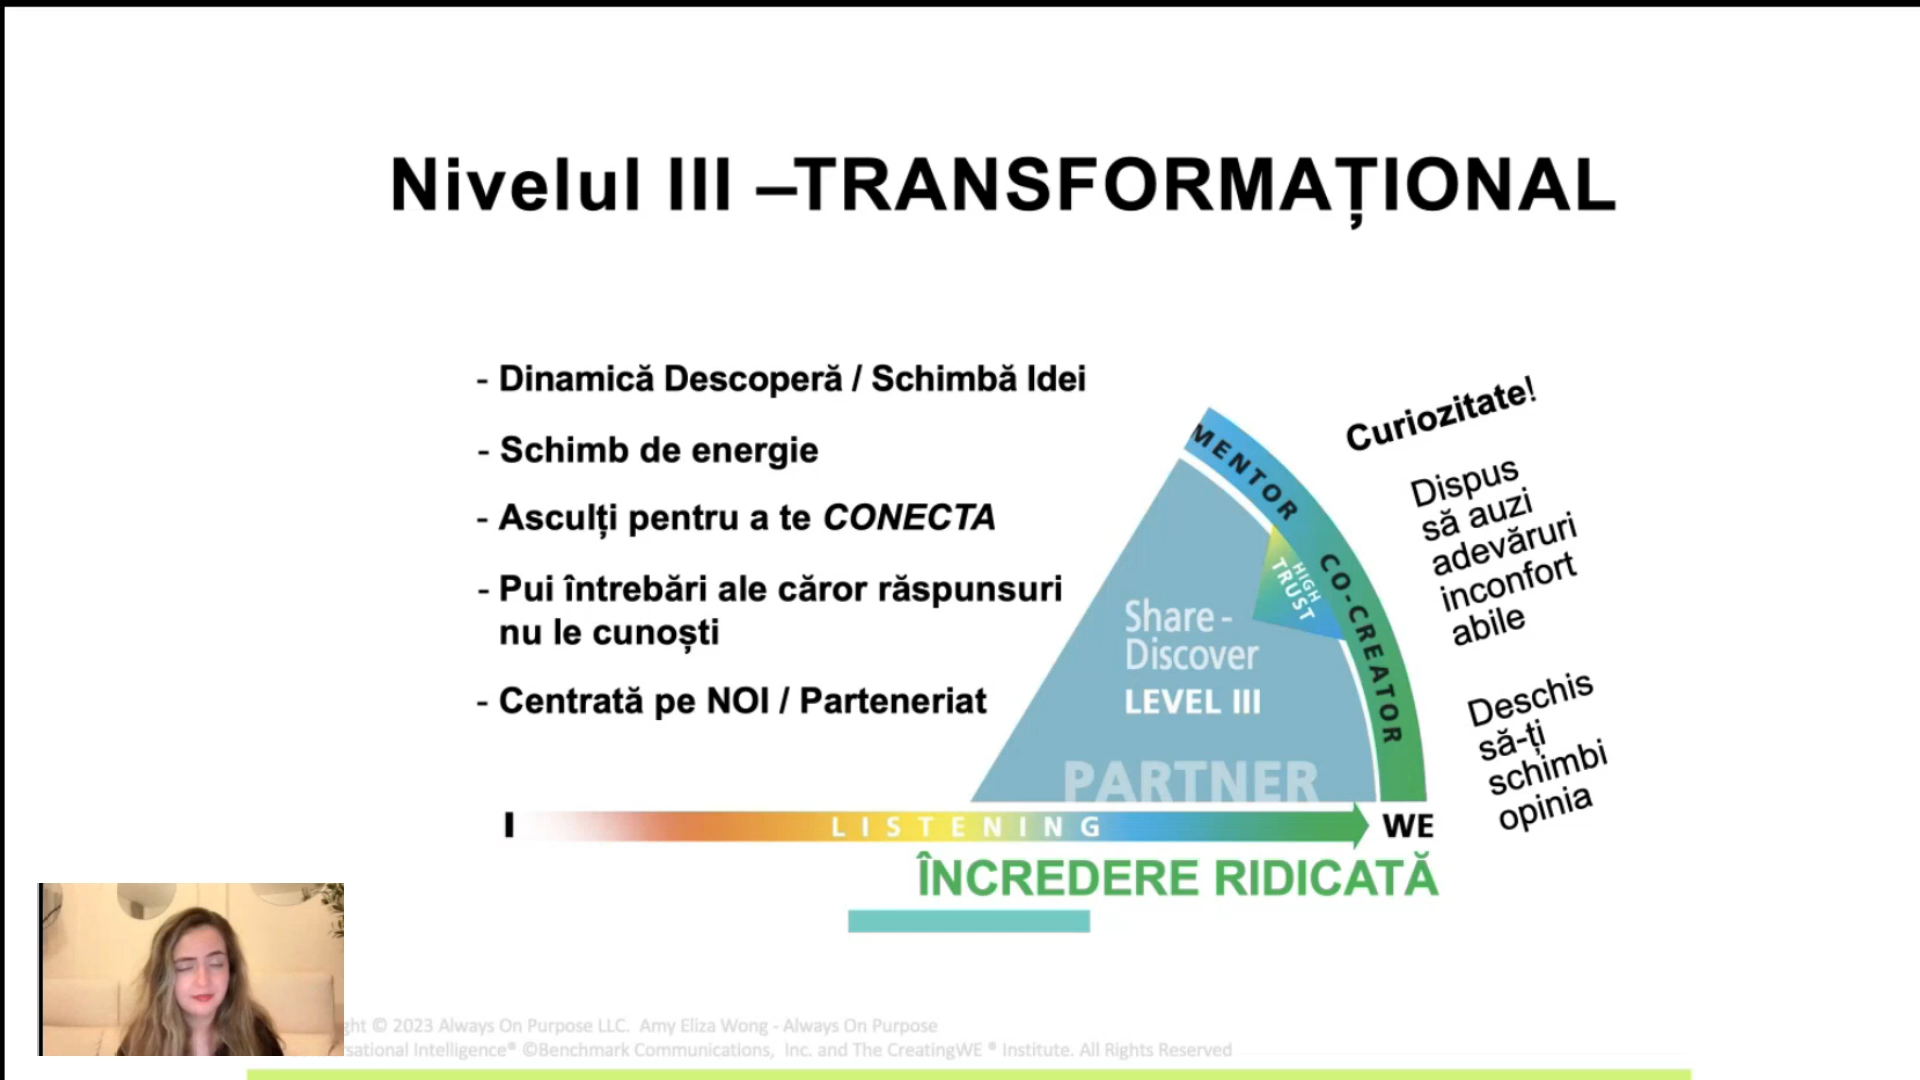 Nivelul III –TRANSFORMAȚIONAL
- Dinamică Descoperă / Schimbă Idei
- Schimb de energie
- Asculți pentru a te CONECTA
- Pui întrebări ale căror răspunsuri
nu le cunoști
- Centrată pe NOI / Parteneriat
MENTOR
CO-CREATOR
HIGH
TRUST
Share -
Discover
LEVEL III
PARTNER
I
LISTENING
WE
ÎNCREDERE RIDICATĂ
Curiozitate!
Dispus
să auzi
adevăruri
inconfort
abile
Deschis
să-ți
schimbi
opinia
© 2023 Always On Purpose LLC. Amy Eliza Wong - Always On Purpose
Intelligence® ©Benchmark Communications, Inc. and The CreatingWE ® Institute. All Rights Reserved